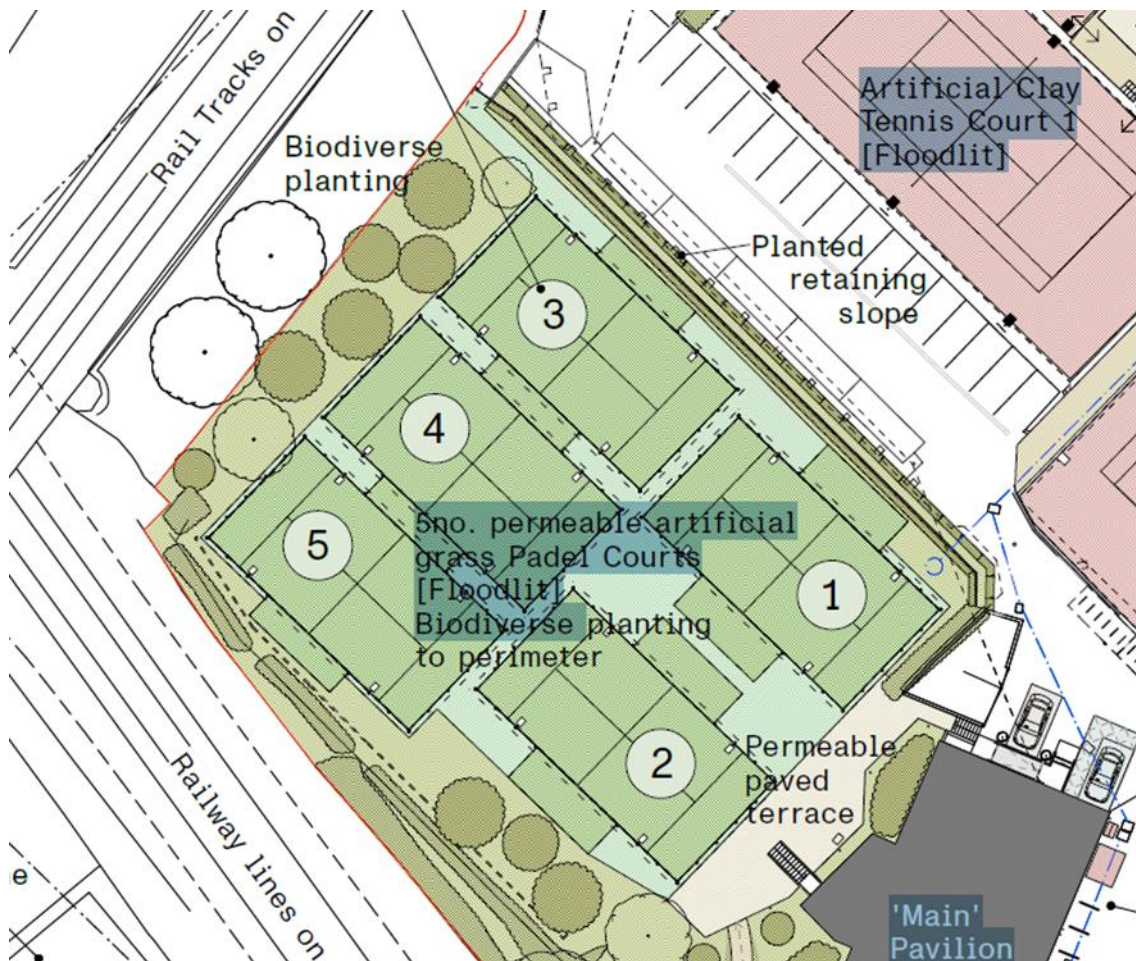 Rail Tracks on
Artificial Clay
Tennis Court 1
[Floodlit]
Biodiverse
planting
Planted
retaining
slope
3
4
5
5no. permeable artificial
grass Padel Courts
[Floodlit]
Biodiverse planting
to perimeter
1
2
Permeable
paved
terrace
Railway lines on
e
'Main'
Pavilion